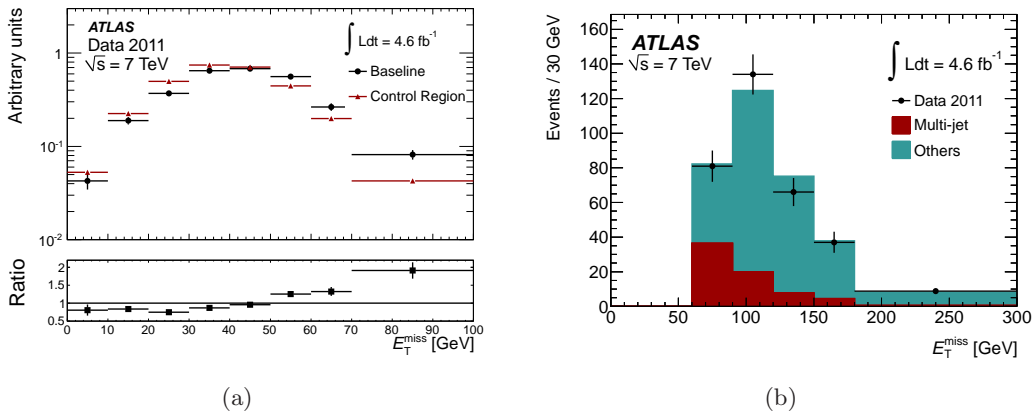 ATLAS
Data 2011
√s = 7 TeV
∫ Ldt = 4.6 fb⁻¹
Baseline
Control Region
Arbitrary units
1
10⁻¹
10⁻²
Ratio
2
1.5
1
0.5
0 10 20 30 40 50 60 70 80 90 100
E_T^miss [GeV]
(a)
ATLAS
√s = 7 TeV
∫ Ldt = 4.6 fb⁻¹
Data 2011
Multi-jet
Others
Events / 30 GeV
160
140
120
100
80
60
40
20
0
0 50 100 150 200 250 300
E_T^miss [GeV]
(b)